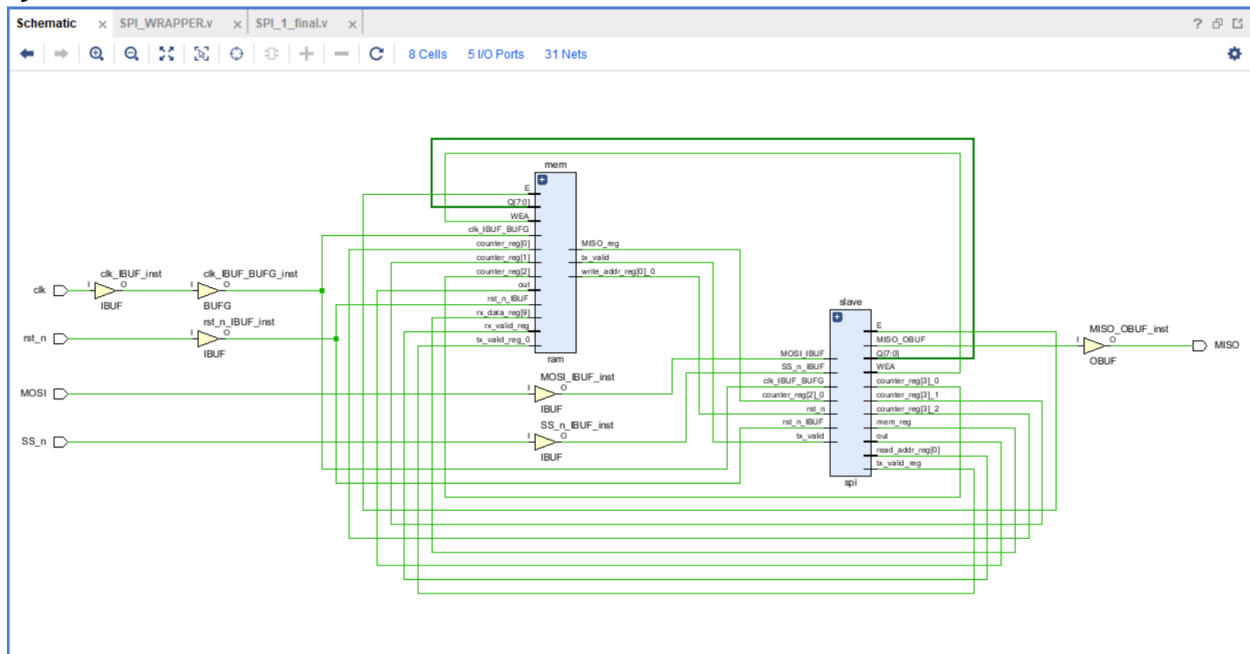 Schematic
SPI_WRAPPER.v
SPI_1_final.v
8 Cells 5 I/O Ports 31 Nets
mem
E
Q[7:0]
WEA
clk_IBUF_BUFG
counter_reg[0]
counter_reg[1]
counter_reg[2]
out
rst_n_IBUF
rx_data_reg[9]
rx_valid_reg
tx_valid_reg_0
MISO_reg
tx_valid
write_addr_reg[0]_0
ram
clk
clk_IBUF_inst
I O
IBUF
clk_IBUF_BUFG_inst
I O
BUFG
rst_n
rst_n_IBUF_inst
I O
IBUF
MOSI
MOSI_IBUF_inst
I O
IBUF
SS_n
SS_n_IBUF_inst
I O
IBUF
slave
MOSI_IBUF
SS_n_IBUF
clk_IBUF_BUFG
counter_reg[2]_0
rst_n
rst_n_IBUF
tx_valid
E
MISO_OBUF
Q[7:0]
WEA
counter_reg[3]_0
counter_reg[3]_1
counter_reg[3]_2
mem_reg
out
read_addr_reg[0]
tx_valid_reg
spi
MISO_OBUF_inst
I O
OBUF
MISO